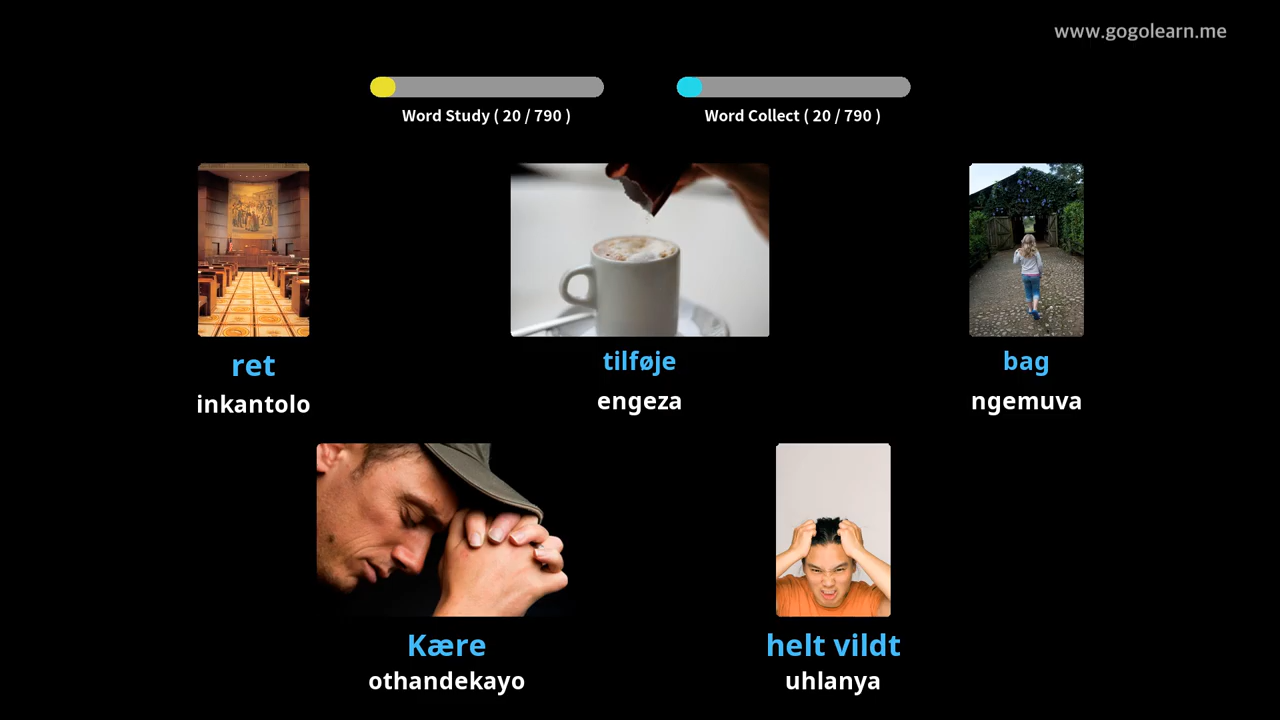 www.gogolearn.me
Word Study ( 20 / 790 )
Word Collect ( 20 / 790 )
ret
inkantolo
tilføje
engeza
bag
ngemuva
Kære
othandekayo
helt vildt
uhlanya